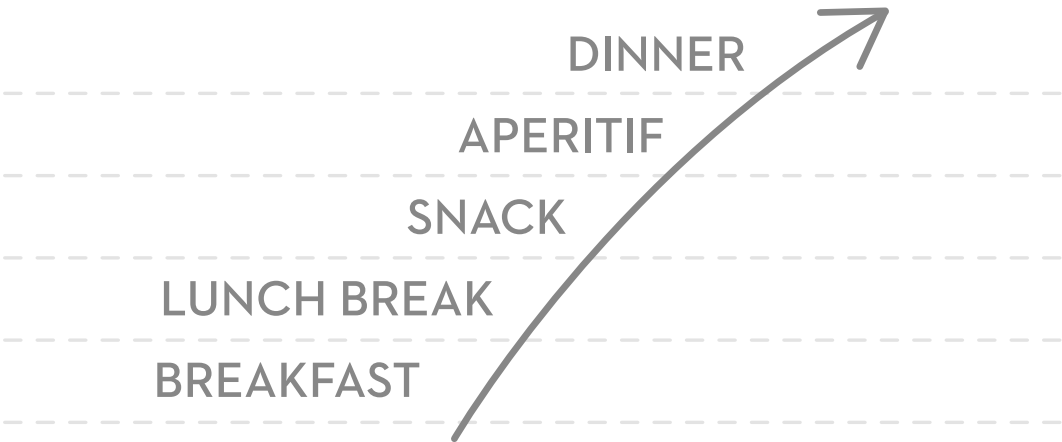 DINNER
APERITIF
SNACK
LUNCH BREAK
BREAKFAST